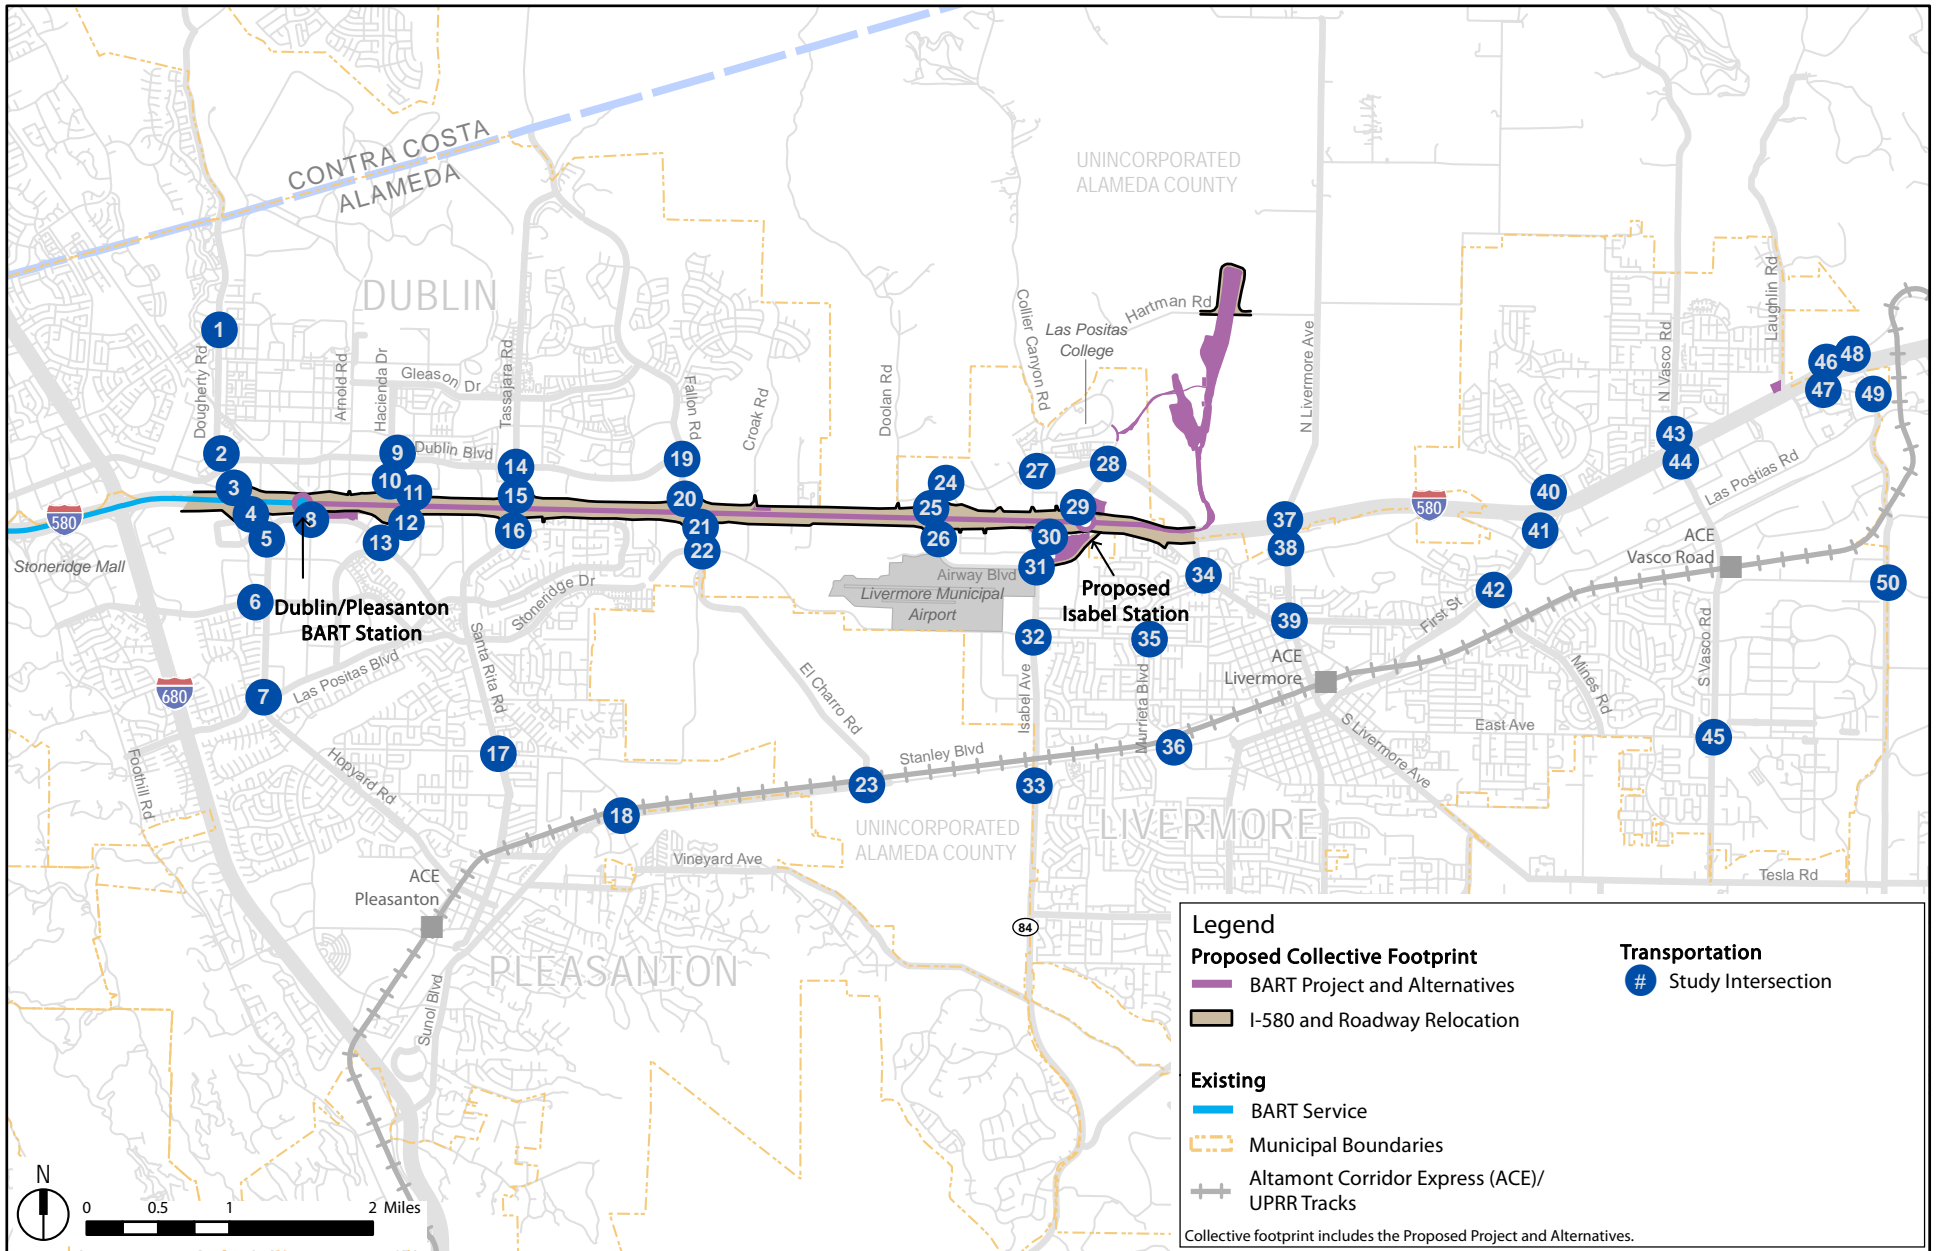 CONTRA COSTA
ALAMEDA
UNINCORPORATED
ALAMEDA COUNTY
DUBLIN
Dougherty Rd
Arnold Rd
Hacienda Dr
Gleason Dr
Tassajara Rd
Dublin Blvd
Fallon Rd
Croak Rd
Doolan Rd
Collier Canyon Rd
Las Positas
College
Hartman Rd
N Livermore Ave
N Vasco Rd
Laughlin Rd
1
2
3
4
5
6
7
8
9
10
11
12
13
14
15
16
17
18
19
20
21
22
23
24
25
26
27
28
29
30
31
32
33
34
35
36
37
38
39
40
41
42
43
44
45
46
47
48
49
50
580
580
680
84
Stoneridge Mall
Dublin/Pleasanton
BART Station
Stoneridge Dr
Las Positas Blvd
Santa Rita Rd
Hopyard Rd
Foothill Rd
El Charro Rd
Airway Blvd
Livermore Municipal
Airport
Proposed
Isabel Station
Isabel Ave
Murrieta Blvd
Stanley Blvd
ACE
Livermore
First St
Mines Rd
East Ave
S Livermore Ave
Las Postias Rd
ACE
Vasco Road
S Vasco Rd
Tesla Rd
UNINCORPORATED
ALAMEDA COUNTY
LIVERMORE
Vineyard Ave
ACE
Pleasanton
PLEASANTON
Sunol Blvd
N
0 0.5 1 2 Miles
Legend
Proposed Collective Footprint
BART Project and Alternatives
I-580 and Roadway Relocation
Transportation
# Study Intersection
Existing
BART Service
Municipal Boundaries
Altamont Corridor Express (ACE)/
UPRR Tracks
Collective footprint includes the Proposed Project and Alternatives.